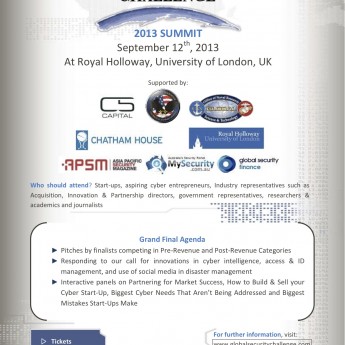 CHALLENGE
2013 SUMMIT
September 12th, 2013
At Royal Holloway, University of London, UK
Supported by:
C5
CAPITAL
CHATHAM HOUSE
Royal Holloway
University of London
APSM ASIA PACIFIC
SECURITY
MAGAZINE
MySecurity
.com.au
global security
finance
Who should attend? Start-ups, aspiring cyber entrepreneurs, Industry representatives such as
Acquisition, Innovation & Partnership directors, government representatives, researchers &
academics and journalists
Grand Final Agenda
► Pitches by finalists competing in Pre-Revenue and Post-Revenue Categories
► Responding to our call for innovations in cyber intelligence, access & ID
management, and use of social media in disaster management
► Interactive panels on Partnering for Market Success, How to Build & Sell your
Cyber Start-Up, Biggest Cyber Needs That Aren't Being Addressed and Biggest
Mistakes Start-Ups Make
Tickets
For further information, visit:
www.globalsecuritychallenge.com